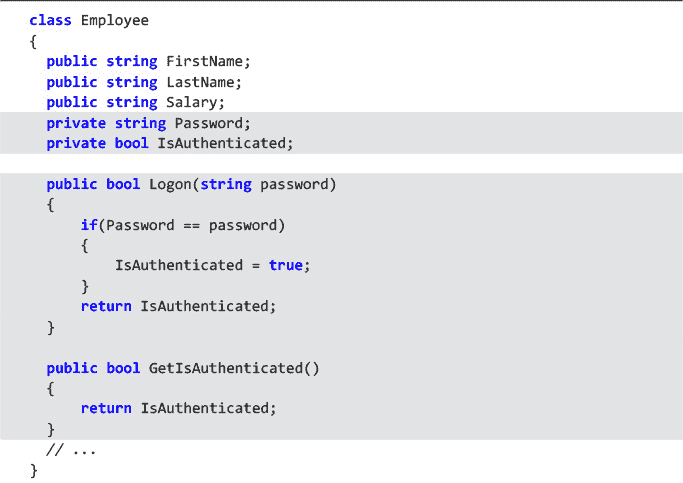 class Employee
{
  public string FirstName;
  public string LastName;
  public string Salary;
  private string Password;
  private bool IsAuthenticated;

  public bool Logon(string password)
  {
      if(Password == password)
      {
          IsAuthenticated = true;
      }
      return IsAuthenticated;
  }

  public bool GetIsAuthenticated()
  {
      return IsAuthenticated;
  }
  // ...
}